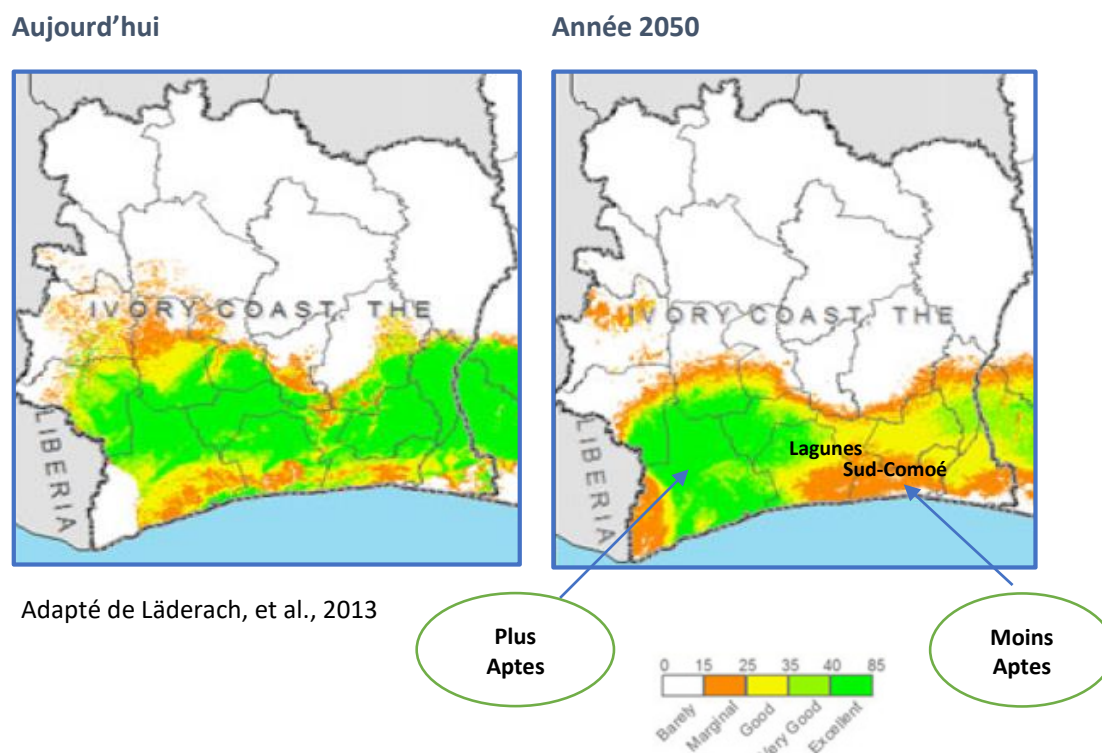 Aujourd’hui
Année 2050
IVORY COAST, THE
LIBERIA
IVORY COAST, THE
LIBERIA
Lagunes
Sud-Comoé
Adapté de Läderach, et al., 2013
Plus
Aptes
Moins
Aptes
0 15 25 35 40 85
Barely
Marginal
Good
Very Good
Excellent